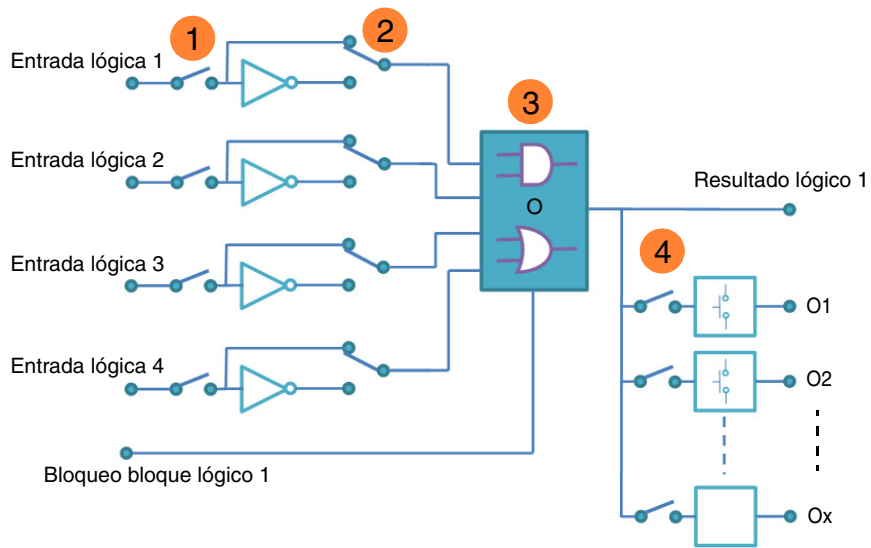 1
2
Entrada lógica 1
3
Entrada lógica 2
Resultado lógico 1
O
4
Entrada lógica 3
O1
Entrada lógica 4
O2
Bloqueo bloque lógico 1
Ox